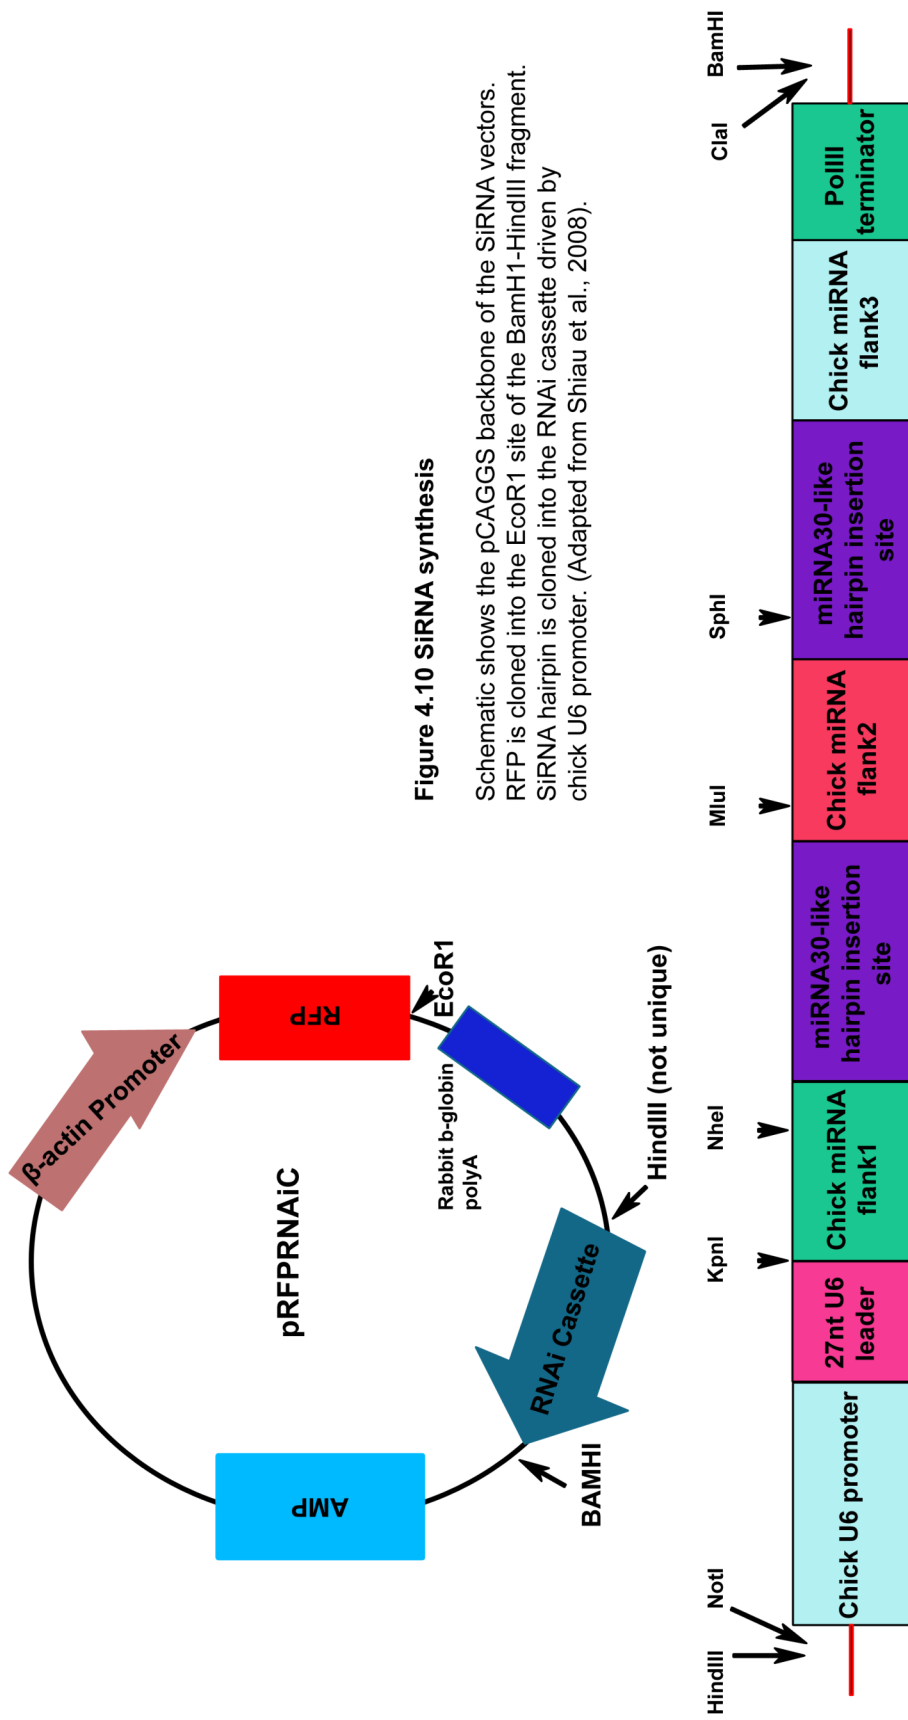 β-actin Promoter
RFP
EcoR1
pRFPRNAiC
Rabbit b-globin
polyA
AMP
RNAi Cassette
HindIII (not unique)
BAMHI
Figure 4.10 SiRNA synthesis
Schematic shows the pCAGGS backbone of the SiRNA vectors.
RFP is cloned into the EcoR1 site of the BamH1-HindIII fragment.
SiRNA hairpin is cloned into the RNAi cassette driven by
chick U6 promoter. (Adapted from Shiau et al., 2008).
HindIII
NotI
KpnI
NheI
MluI
SphI
ClaI
BamHI
Chick U6 promoter
27nt U6
leader
Chick miRNA
flank1
miRNA30-like
hairpin insertion
site
Chick miRNA
flank2
miRNA30-like
hairpin insertion
site
Chick miRNA
flank3
PolIII
terminator